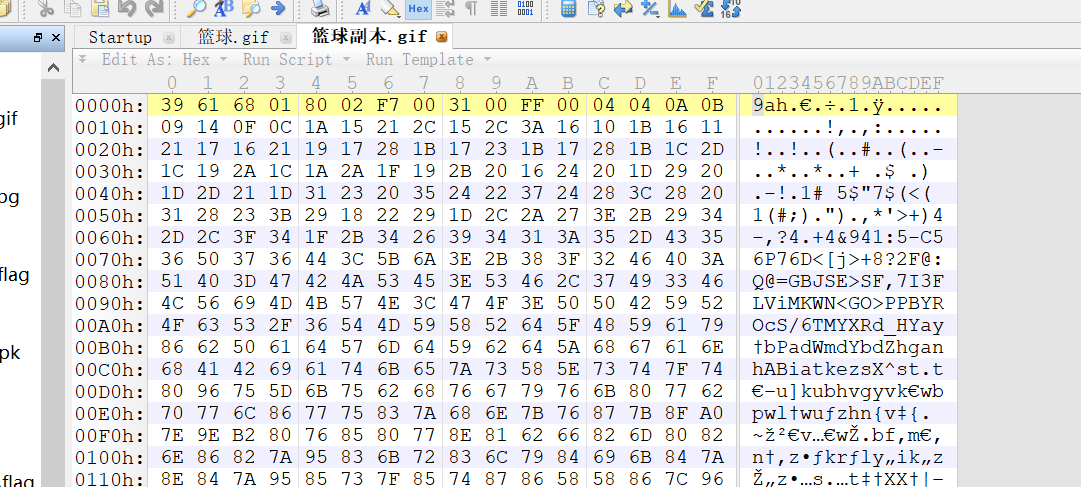 Startup 篮球.gif 篮球副本.gif
gif
Edit As: Hex Run Script Run Template
0 1 2 3 4 5 6 7 8 9 A B C D E F 0123456789ABCDEF
0000h: 39 61 68 01 80 02 F7 00 31 00 FF 00 04 04 0A 0B 9ah.€.÷.1.ÿ.....
0010h: 09 14 0F 0C 1A 15 21 2C 15 2C 3A 16 10 1B 16 11 ......!,.,:.....
0020h: 21 17 16 21 19 17 28 1B 17 23 1B 17 28 1B 1C 2D !..!..(..#..(..-
0030h: 1C 19 2A 1C 1A 2A 1F 19 2B 20 16 24 20 1D 29 20 ..*..*..+ .$ .)
0040h: 1D 2D 21 1D 31 23 20 35 24 22 37 24 28 3C 28 20 .-!.1# 5$"7$(<(
0050h: 31 28 23 3B 29 18 22 29 1D 2C 2A 27 3E 2B 29 34 1(#;).").,*'>+)4
0060h: 2D 2C 3F 34 1F 2B 34 26 39 34 31 3A 35 2D 43 35 -,?4.+4&941:5-C5
0070h: 36 50 37 36 44 3C 5B 6A 3E 2B 38 3F 32 46 40 3A 6P76D<[j>+8?2F@:
0080h: 51 40 3D 47 42 4A 53 45 3E 53 46 2C 37 49 33 46 Q@=GBJSE>SF,7I3F
0090h: 4C 56 69 4D 4B 57 4E 3C 47 4F 3E 50 50 42 59 52 LViMKWN<GO>PPBYR
00A0h: 4F 63 53 2F 36 54 4D 59 58 52 64 5F 48 59 61 79 OcS/6TMYXRd_HYay
00B0h: 86 62 50 61 64 57 6D 64 59 62 64 5A 68 67 61 6E †bPadWmdYbdZhgan
00C0h: 68 41 42 69 61 74 6B 65 7A 73 58 5E 73 74 7F 74 hABiatkezsX^st.t
00D0h: 80 96 75 5D 6B 75 62 68 76 67 79 76 6B 80 77 62 €–u]kubhvgyvk€wb
00E0h: 70 77 6C 86 77 75 83 7A 68 6E 7B 76 87 7B 8F A0 pwl†wuƒzhn{v‡{.
00F0h: 7E 9E B2 80 76 85 80 77 8E 81 62 66 82 6D 80 82 ~ž²€v…€wŽ.bf‚m€‚
0100h: 6E 86 82 7A 95 83 6B 72 83 6C 79 84 69 6B 84 7A n†‚z•ƒkrƒly„ik„z
0110h: 8E 84 7A 95 85 73 7F 85 74 87 86 58 58 86 7C 96 Ž„z•…s.…t‡†XX†|–
pg
flag
pk
.flag